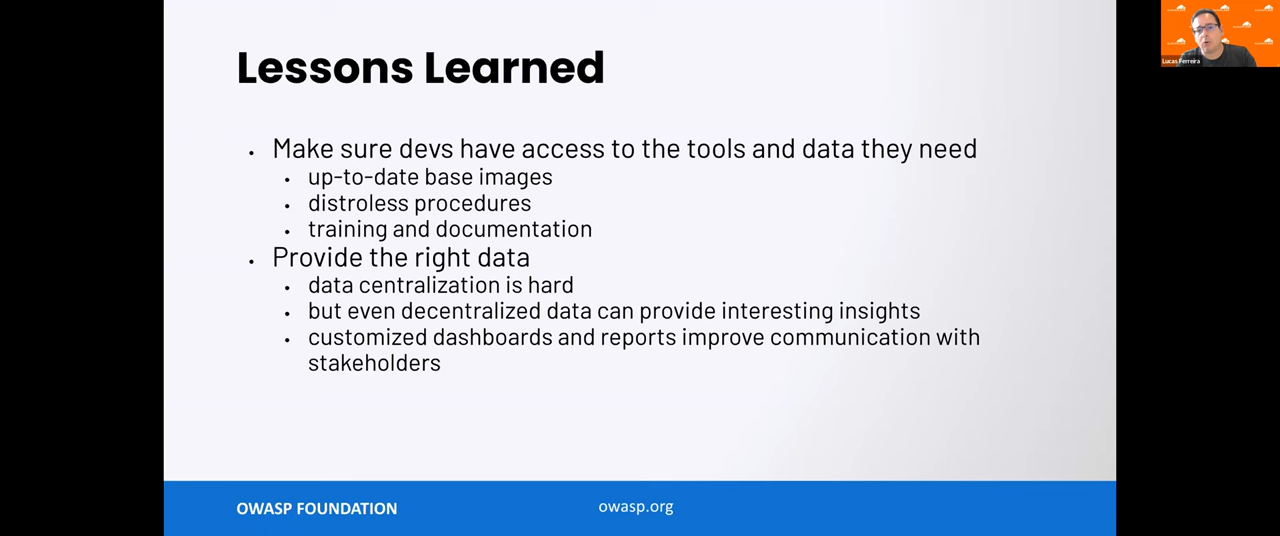 Lessons Learned
Make sure devs have access to the tools and data they need
up-to-date base images
distroless procedures
training and documentation
Provide the right data
data centralization is hard
but even decentralized data can provide interesting insights
customized dashboards and reports improve communication with
stakeholders
OWASP FOUNDATION
owasp.org
Lucas Ferreira